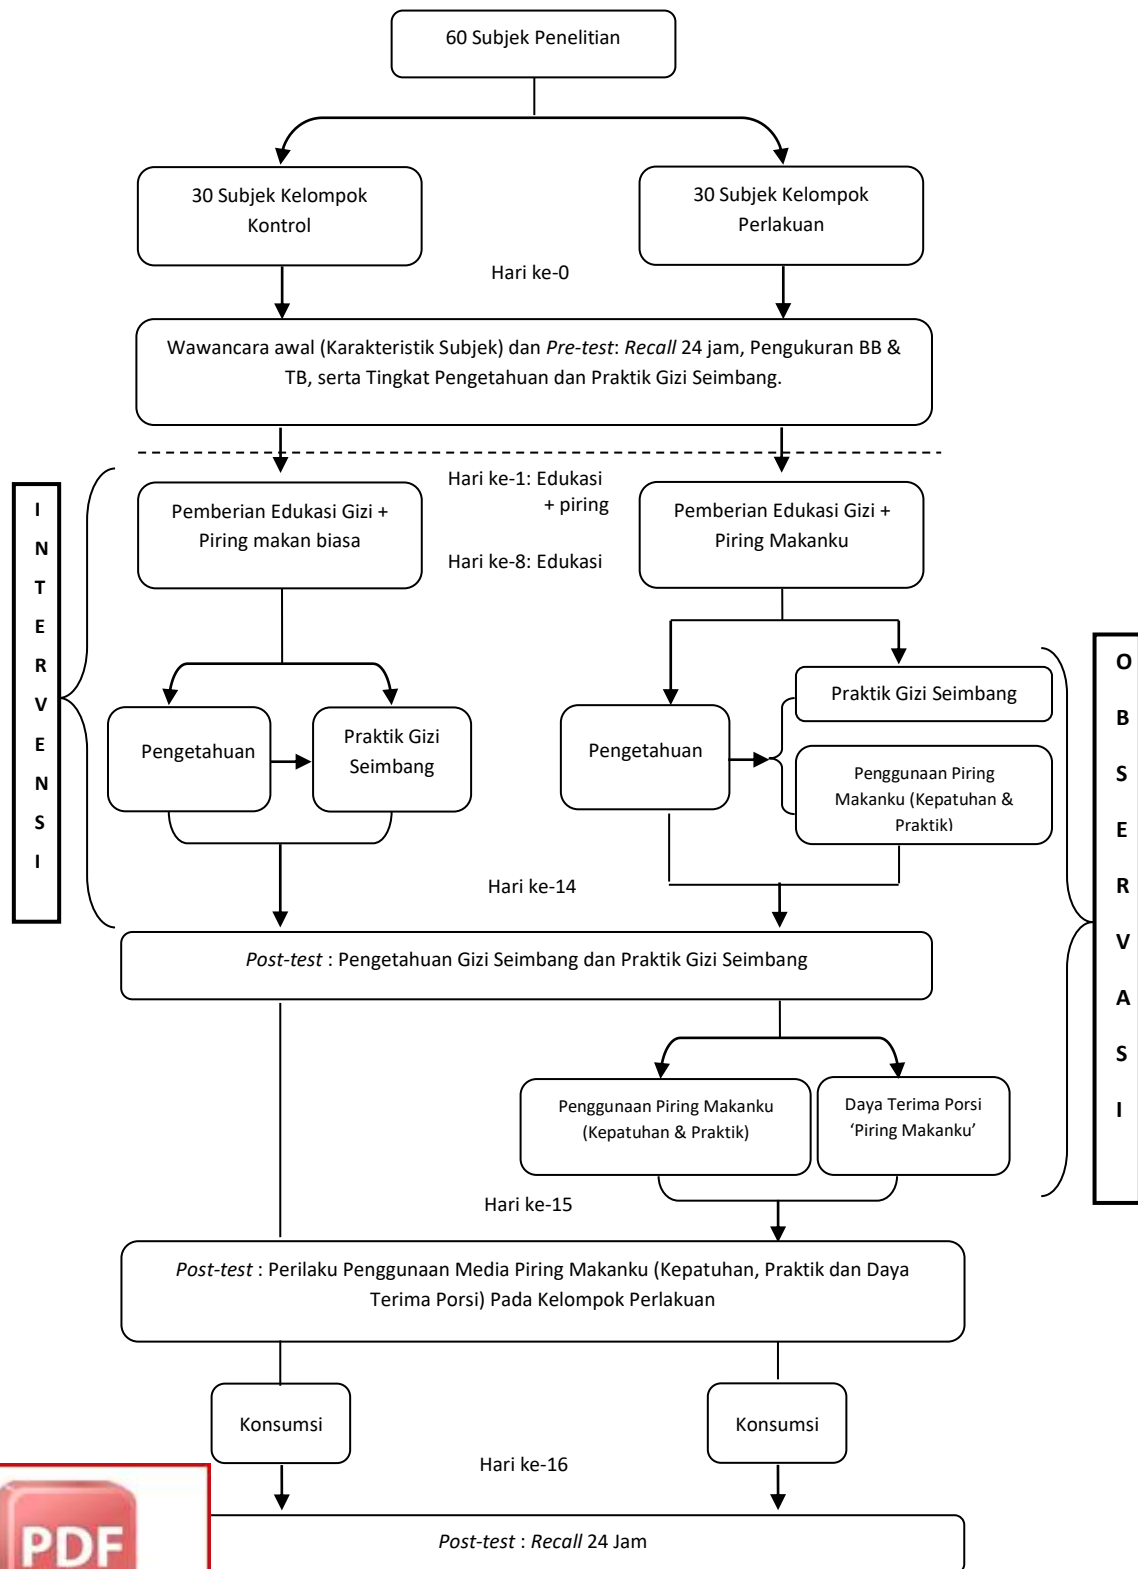 60 Subjek Penelitian
30 Subjek Kelompok
Kontrol
30 Subjek Kelompok
Perlakuan
Hari ke-0
Wawancara awal (Karakteristik Subjek) dan Pre-test: Recall 24 jam, Pengukuran BB &
TB, serta Tingkat Pengetahuan dan Praktik Gizi Seimbang.
INTERVENSI
Pemberian Edukasi Gizi +
Piring makan biasa
Hari ke-1: Edukasi
+ piring
Hari ke-8: Edukasi
Pemberian Edukasi Gizi +
Piring Makanku
OBSERVASI
Pengetahuan
Praktik Gizi
Seimbang
Pengetahuan
Praktik Gizi Seimbang
Penggunaan Piring
Makanku (Kepatuhan &
Praktik)
Hari ke-14
Post-test : Pengetahuan Gizi Seimbang dan Praktik Gizi Seimbang
Penggunaan Piring Makanku
(Kepatuhan & Praktik)
Daya Terima Porsi
'Piring Makanku'
Hari ke-15
Post-test : Perilaku Penggunaan Media Piring Makanku (Kepatuhan, Praktik dan Daya
Terima Porsi) Pada Kelompok Perlakuan
Konsumsi
Konsumsi
Hari ke-16
Post-test : Recall 24 Jam
PDF